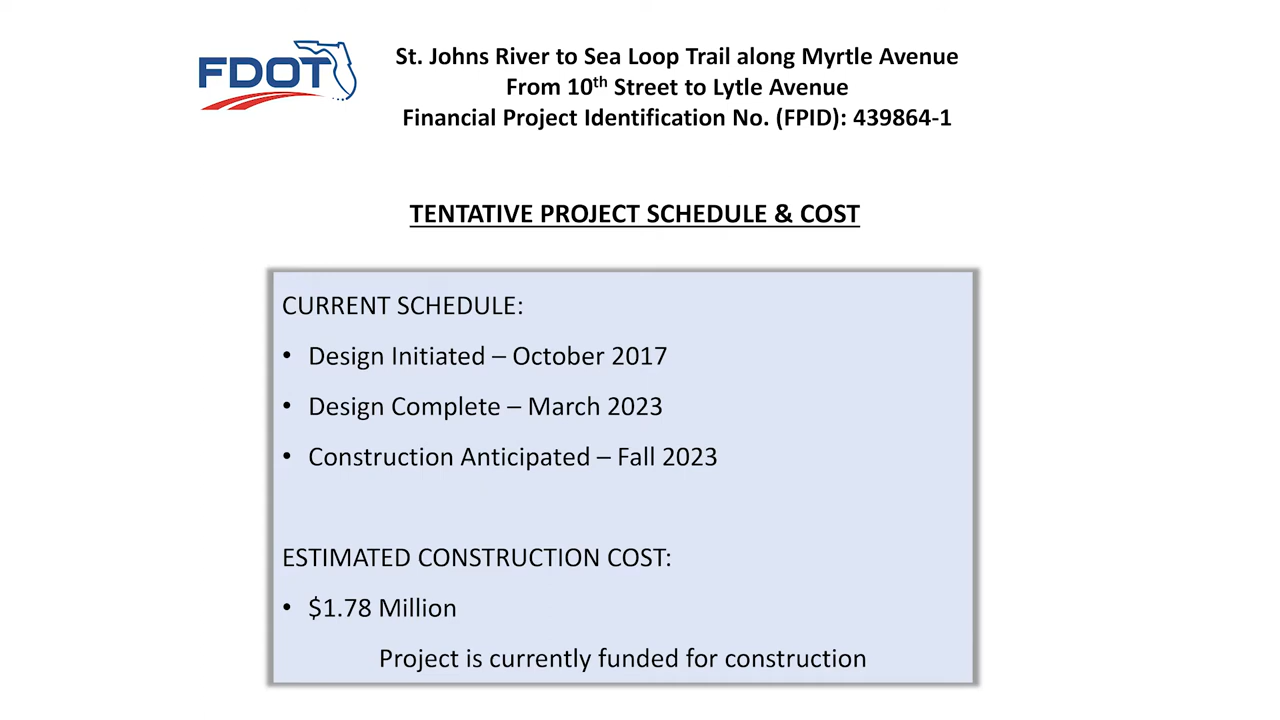 FDOT
St. Johns River to Sea Loop Trail along Myrtle Avenue
From 10th Street to Lytle Avenue
Financial Project Identification No. (FPID): 439864-1
TENTATIVE PROJECT SCHEDULE & COST
CURRENT SCHEDULE:
• Design Initiated – October 2017
• Design Complete – March 2023
• Construction Anticipated – Fall 2023
ESTIMATED CONSTRUCTION COST:
• $1.78 Million
Project is currently funded for construction